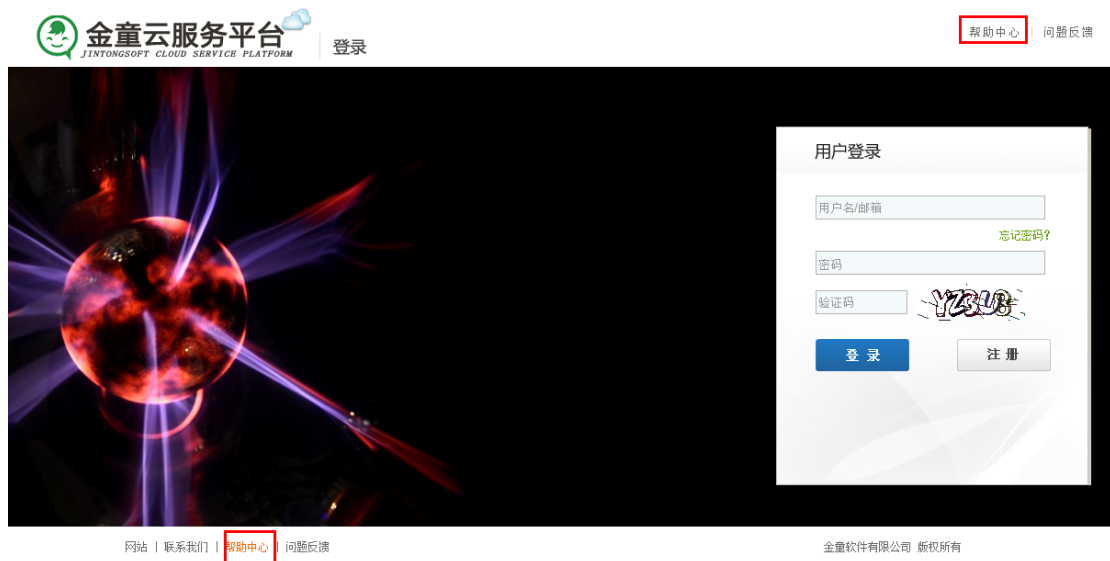 金童云服务平台
JINTONGSOFT CLOUD SERVICE PLATFORM
登录
帮助中心 | 问题反馈
用户登录
用户名/邮箱
忘记密码?
密码
验证码
登 录 注 册
网站 | 联系我们 | 帮助中心 | 问题反馈
金童软件有限公司 版权所有